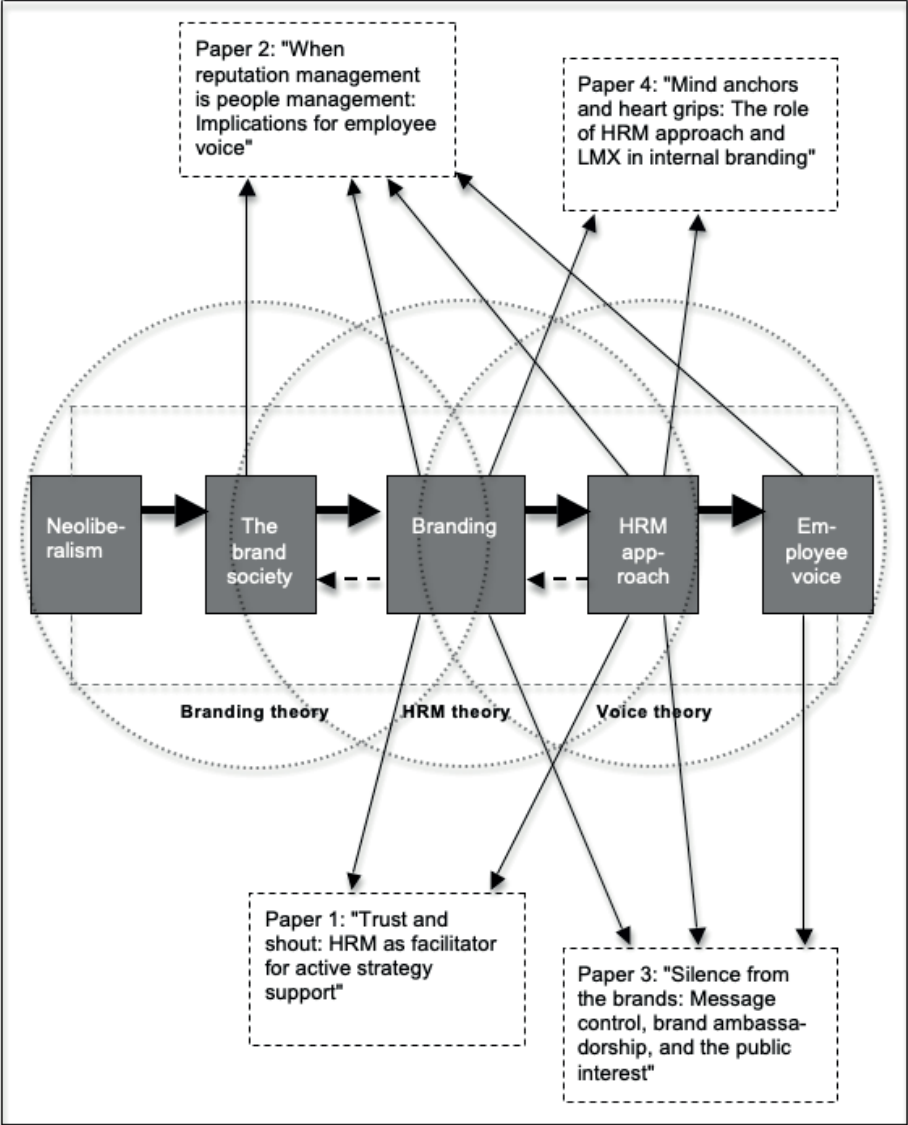 Paper 2: "When
reputation management
is people management:
Implications for employee
voice"
Paper 4: "Mind anchors
and heart grips: The role
of HRM approach and
LMX in internal branding"
Neolibe-
ralism
The
brand
society
Branding
HRM
app-
roach
Em-
ployee
voice
Branding theory
HRM theory
Voice theory
Paper 1: "Trust and
shout: HRM as facilitator
for active strategy
support"
Paper 3: "Silence from
the brands: Message
control, brand ambassa-
dorship, and the public
interest"